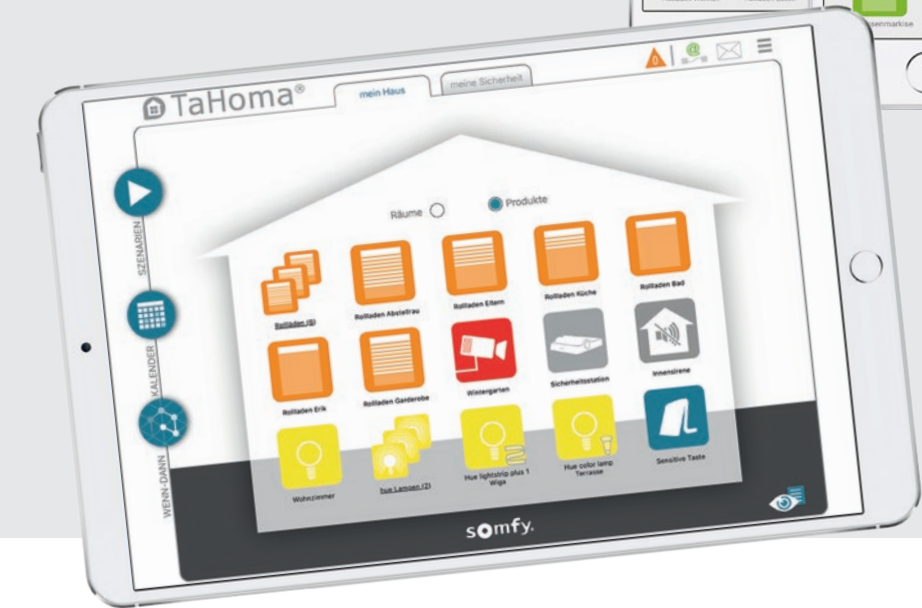 senmarkise
0
TaHoma®
mein Haus
meine Sicherheit
Räume
Produkte
SZENARIEN
KALENDER
WENN-DANN
Rollläden (6)
Rollladen Abstellrau
Rollladen Eltern
Rollladen Küche
Rollladen Bad
Rollladen Erik
Rollladen Garderobe
Wintergarten
Sicherheitsstation
Innensirene
Wohnzimmer
hue Lampen (2)
Hue lightstrip plus 1
Wiga
Hue color lamp
Terrasse
Sensitive Taste
somfy.